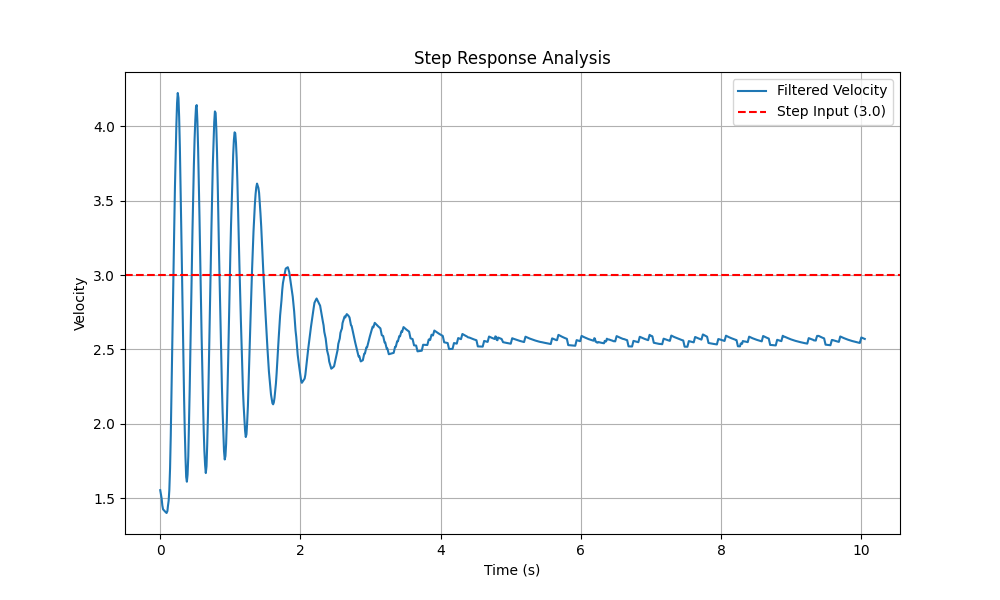 Step Response Analysis
Filtered Velocity
Step Input (3.0)
Velocity
4.0
3.5
3.0
2.5
2.0
1.5
0 2 4 6 8 10
Time (s)